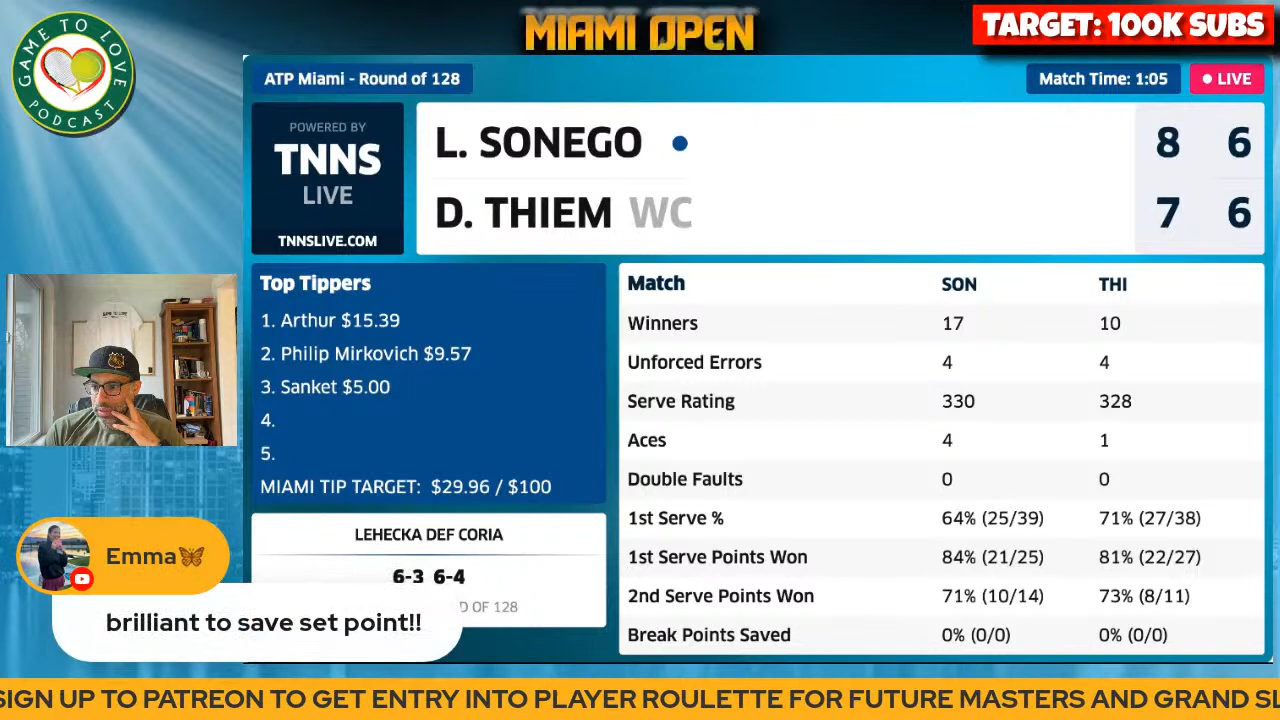 GAME TO LOVE
PODCAST
MIAMI OPEN
TARGET: 100K SUBS
ATP Miami - Round of 128
Match Time: 1:05
LIVE
POWERED BY
TNNS
LIVE
TNNSLIVE.COM
L. SONEGO 8 6
D. THIEM WC 7 6
Top Tippers
1. Arthur $15.39
2. Philip Mirkovich $9.57
3. Sanket $5.00
4.
5.
MIAMI TIP TARGET: $29.96 / $100
LEHECKA DEF CORIA
6-3 6-4
D OF 128
Match SON THI
Winners 17 10
Unforced Errors 4 4
Serve Rating 330 328
Aces 4 1
Double Faults 0 0
1st Serve % 64% (25/39) 71% (27/38)
1st Serve Points Won 84% (21/25) 81% (22/27)
2nd Serve Points Won 71% (10/14) 73% (8/11)
Break Points Saved 0% (0/0) 0% (0/0)
Emma🦋
brilliant to save set point!!
SIGN UP TO PATREON TO GET ENTRY INTO PLAYER ROULETTE FOR FUTURE MASTERS AND GRAND SL